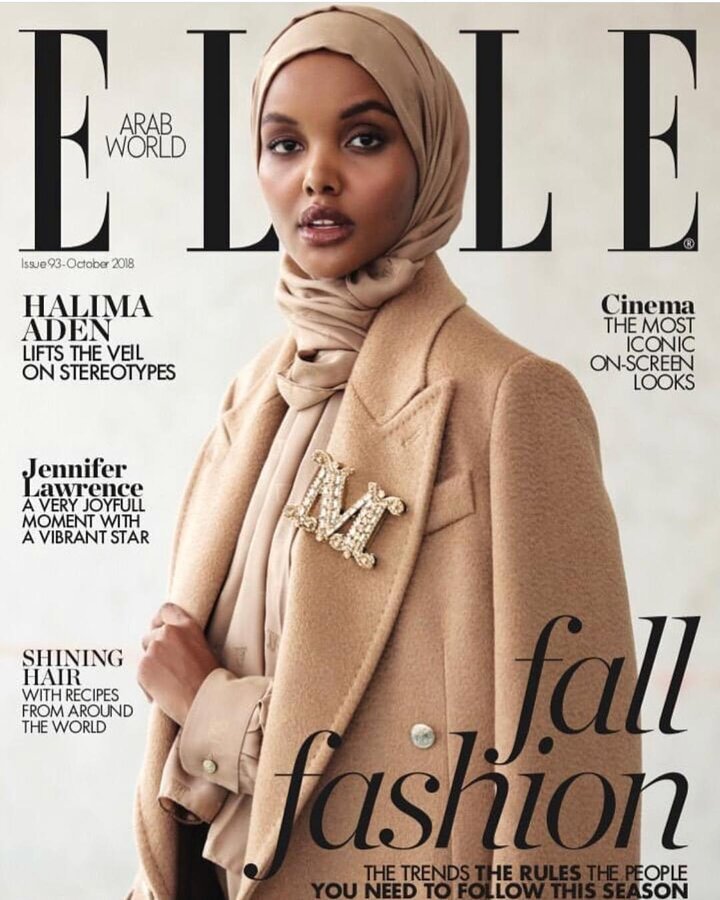 ELLE
ARAB
WORLD
®
Issue 93-October 2018
HALIMA
ADEN
LIFTS THE VEIL
ON STEREOTYPES
Cinema
THE MOST
ICONIC
ON-SCREEN
LOOKS
Jennifer
Lawrence
A VERY JOYFULL
MOMENT WITH
A VIBRANT STAR
M
SHINING
HAIR
WITH RECIPES
FROM AROUND
THE WORLD
fall
fashion
THE TRENDS THE RULES THE PEOPLE
YOU NEED TO FOLLOW THIS SEASON